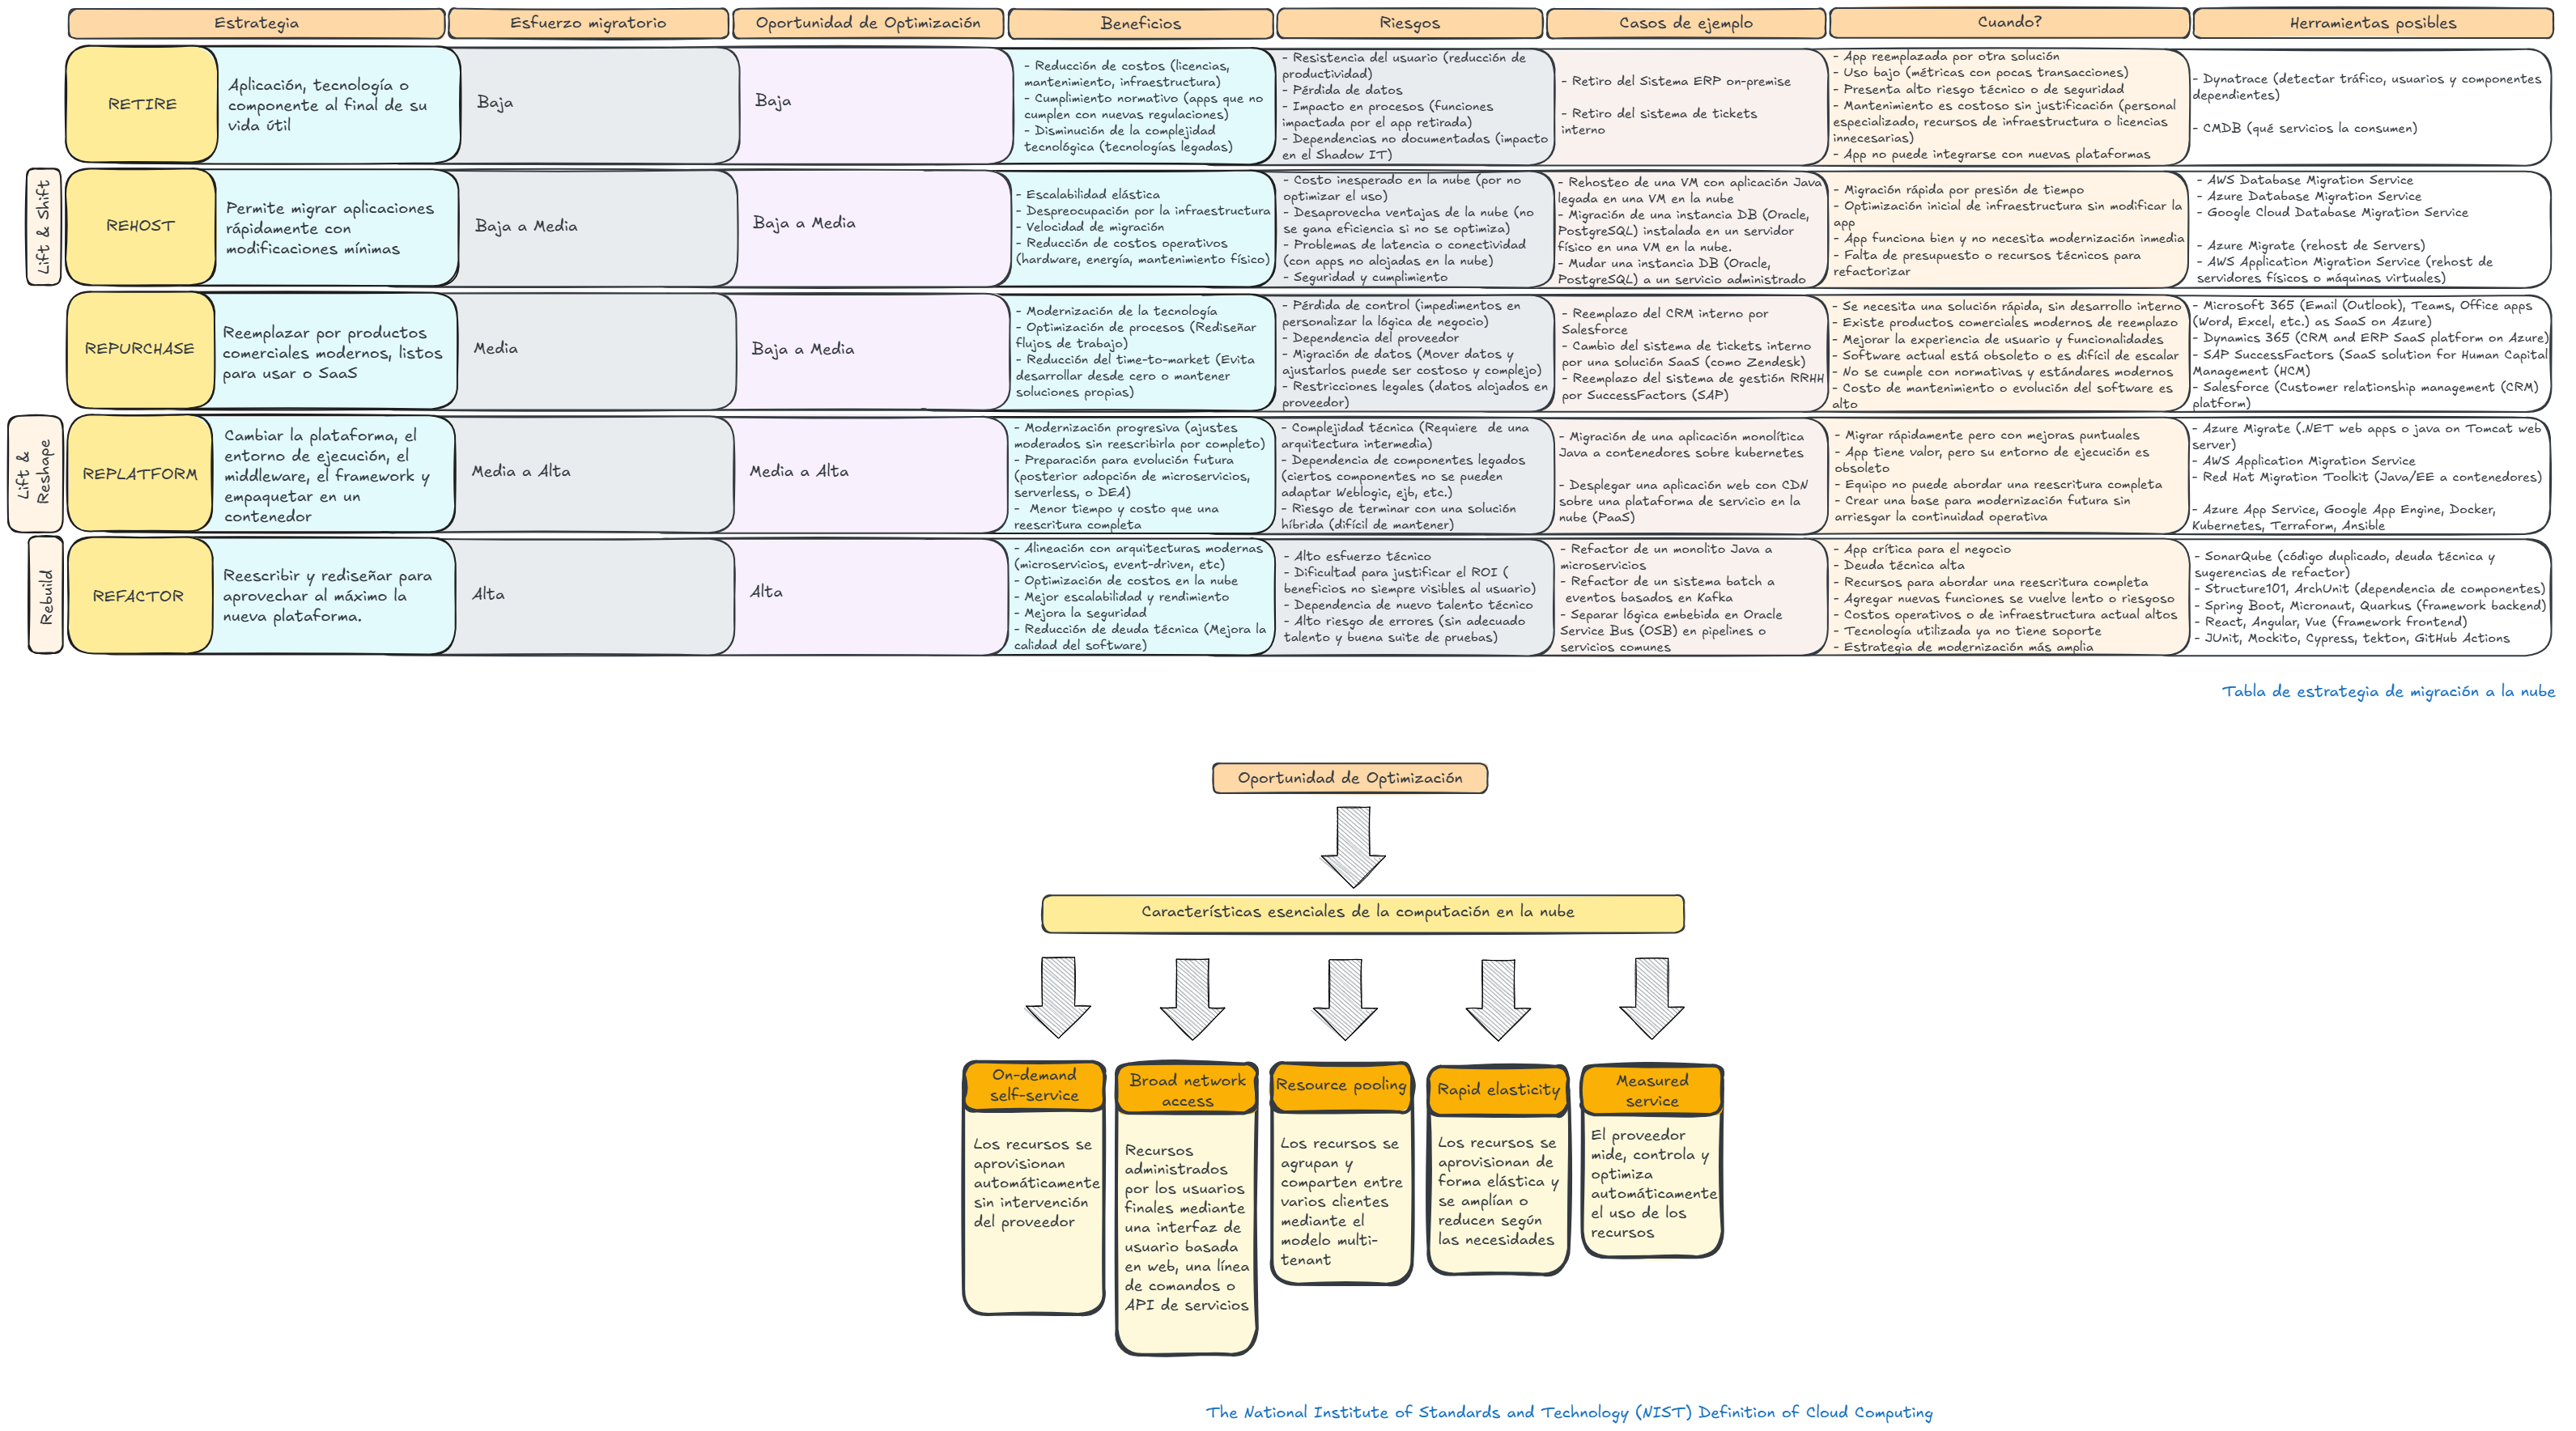 Estrategia
Esfuerzo migratorio
Oportunidad de Optimización
Beneficios
Riesgos
Casos de ejemplo
Cuando?
Herramientas posibles
RETIRE
Aplicación, tecnología o
componente al final de su
vida útil
Baja
Baja
- Reducción de costos (licencias,
mantenimiento, infraestructura)
- Cumplimiento normativo (apps que no
cumplen con nuevas regulaciones)
- Disminución de la complejidad
tecnológica (tecnologías legadas)
- Resistencia del usuario (reducción de
productividad)
- Pérdida de datos
- Impacto en procesos (funciones
impactada por el app retirada)
- Dependencias no documentadas (impacto
en el Shadow IT)
- Retiro del Sistema ERP on-premise
- Retiro del sistema de tickets
interno
- App reemplazada por otra solución
- Uso bajo (métricas con pocas transacciones)
- Presenta alto riesgo técnico o de seguridad
- Mantenimiento es costoso sin justificación (personal
especializado, recursos de infraestructura o licencias
innecesarias)
- App no puede integrarse con nuevas plataformas
- Dynatrace (detectar tráfico, usuarios y componentes
dependientes)
- CMDB (qué servicios la consumen)
Lift & Shift
REHOST
Permite migrar aplicaciones
rápidamente con
modificaciones mínimas
Baja a Media
Baja a Media
- Escalabilidad elástica
- Despreocupación por la infraestructura
- Velocidad de migración
- Reducción de costos operativos
(hardware, energía, mantenimiento físico)
- Costo inesperado en la nube (por no
optimizar el uso)
- Desaprovecha ventajas de la nube (no
se gana eficiencia si no se optimiza)
- Problemas de latencia o conectividad
(con apps no alojadas en la nube)
- Seguridad y cumplimiento
- Rehosteo de una VM con aplicación Java
legada en una VM en la nube
- Migración de una instancia DB (Oracle,
PostgreSQL) instalada en un servidor
físico en una VM en la nube.
- Mudar una instancia DB (Oracle,
PostgreSQL) a un servicio administrado
- Migración rápida por presión de tiempo
- Optimización inicial de infraestructura sin modificar la
app
- App funciona bien y no necesita modernización inmedia
- Falta de presupuesto o recursos técnicos para
refactorizar
- AWS Database Migration Service
- Azure Database Migration Service
- Google Cloud Database Migration Service
- Azure Migrate (rehost de Servers)
- AWS Application Migration Service (rehost de
servidores físicos o máquinas virtuales)
REPURCHASE
Reemplazar por productos
comerciales modernos, listos
para usar o SaaS
Media
Baja a Media
- Modernización de la tecnología
- Optimización de procesos (Rediseñar
flujos de trabajo)
- Reducción del time-to-market (Evita
desarrollar desde cero o mantener
soluciones propias)
- Pérdida de control (impedimentos en
personalizar la lógica de negocio)
- Dependencia del proveedor
- Migración de datos (Mover datos y
ajustarlos puede ser costoso y complejo)
- Restricciones legales (datos alojados en
proveedor)
- Reemplazo del CRM interno por
Salesforce
- Cambio del sistema de tickets interno
por una solución SaaS (como Zendesk)
- Reemplazo del sistema de gestión RRHH
por SuccessFactors (SAP)
- Se necesita una solución rápida, sin desarrollo interno
- Existe productos comerciales modernos de reemplazo
- Mejorar la experiencia de usuario y funcionalidades
- Software actual está obsoleto o es difícil de escalar
- No se cumple con normativas y estándares modernos
- Costo de mantenimiento o evolución del software es
alto
- Microsoft 365 (Email (Outlook), Teams, Office apps
(Word, Excel, etc.) as SaaS on Azure)
- Dynamics 365 (CRM and ERP SaaS platform on Azure)
- SAP SuccessFactors (SaaS solution for Human Capital
Management (HCM)
- Salesforce (Customer relationship management (CRM)
platform)
Lift &
Reshape
REPLATFORM
Cambiar la plataforma, el
entorno de ejecución, el
middleware, el framework y
empaquetar en un
contenedor
Media a Alta
Media a Alta
- Modernización progresiva (ajustes
moderados sin reescribirla por completo)
- Preparación para evolución futura
(posterior adopción de microservicios,
serverless, o DEA)
- Menor tiempo y costo que una
reescritura completa
- Complejidad técnica (Requiere de una
arquitectura intermedia)
- Dependencia de componentes legados
(ciertos componentes no se pueden
adaptar Weblogic, ejb, etc.)
- Riesgo de terminar con una solución
híbrida (difícil de mantener)
- Migración de una aplicación monolítica
Java a contenedores sobre kubernetes
- Desplegar una aplicación web con CDN
sobre una plataforma de servicio en la
nube (PaaS)
- Migrar rápidamente pero con mejoras puntuales
- App tiene valor, pero su entorno de ejecución es
obsoleto
- Equipo no puede abordar una reescritura completa
- Crear una base para modernización futura sin
arriesgar la continuidad operativa
- Azure Migrate (.NET web apps o java on Tomcat web
server)
- AWS Application Migration Service
- Red Hat Migration Toolkit (Java/EE a contenedores)
- Azure App Service, Google App Engine, Docker,
Kubernetes, Terraform, Ansible
Rebuild
REFACTOR
Reescribir y rediseñar para
aprovechar al máximo la
nueva plataforma.
Alta
Alta
- Alineación con arquitecturas modernas
(microservicios, event-driven, etc)
- Optimización de costos en la nube
- Mejor escalabilidad y rendimiento
- Mejora la seguridad
- Reducción de deuda técnica (Mejora la
calidad del software)
- Alto esfuerzo técnico
- Dificultad para justificar el ROI (
beneficios no siempre visibles al usuario)
- Dependencia de nuevo talento técnico
- Alto riesgo de errores (sin adecuado
talento y buena suite de pruebas)
- Refactor de un monolito Java a
microservicios
- Refactor de un sistema batch a
eventos basados en Kafka
- Separar lógica embebida en Oracle
Service Bus (OSB) en pipelines o
servicios comunes
- App crítica para el negocio
- Deuda técnica alta
- Recursos para abordar una reescritura completa
- Agregar nuevas funciones se vuelve lento o riesgoso
- Costos operativos o de infraestructura actual altos
- Tecnología utilizada ya no tiene soporte
- Estrategia de modernización más amplia
- SonarQube (código duplicado, deuda técnica y
sugerencias de refactor)
- Structure101, ArchUnit (dependencia de componentes)
- Spring Boot, Micronaut, Quarkus (framework backend)
- React, Angular, Vue (framework frontend)
- JUnit, Mockito, Cypress, tekton, GitHub Actions
Tabla de estrategia de migración a la nube
Oportunidad de Optimización
Características esenciales de la computación en la nube
On-demand
self-service
Los recursos se
aprovisionan
automáticamente
sin intervención
del proveedor
Broad network
access
Recursos
administrados
por los usuarios
finales mediante
una interfaz de
usuario basada
en web, una línea
de comandos o
API de servicios
Resource pooling
Los recursos se
agrupan y
comparten entre
varios clientes
mediante el
modelo multi-
tenant
Rapid elasticity
Los recursos se
aprovisionan de
forma elástica y
se amplían o
reducen según
las necesidades
Measured
service
El proveedor
mide, controla y
optimiza
automáticamente
el uso de los
recursos
The National Institute of Standards and Technology (NIST) Definition of Cloud Computing